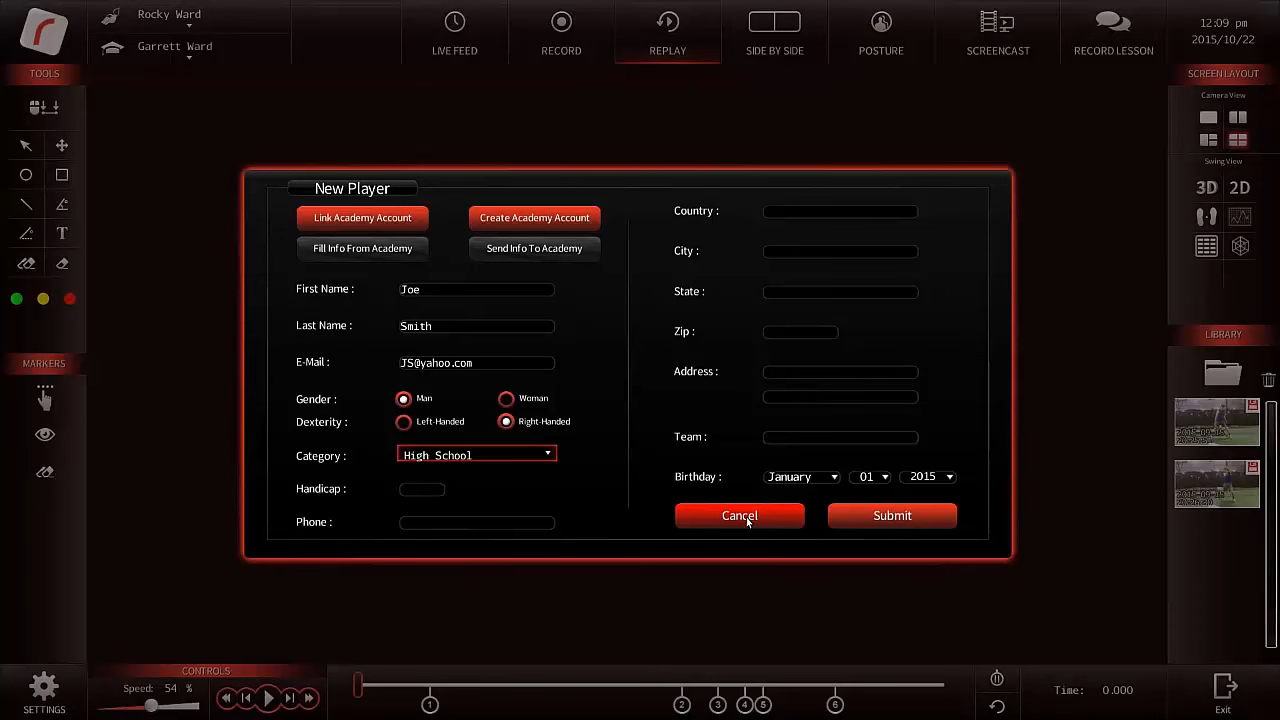 Rocky Ward
Garrett Ward
LIVE FEED
RECORD
REPLAY
SIDE BY SIDE
POSTURE
SCREENCAST
RECORD LESSON
12:09 pm
2015/10/22
TOOLS
T
MARKERS
SETTINGS
New Player
Link Academy Account
Create Academy Account
Fill Info From Academy
Send Info To Academy
First Name : Joe
Last Name : Smith
E-Mail : JS@yahoo.com
Gender : Man Woman
Dexterity : Left-Handed Right-Handed
Category : High School
Handicap :
Phone :
Country :
City :
State :
Zip :
Address :
Team :
Birthday : January 01 2015
Cancel
Submit
SCREEN LAYOUT
Camera View
Swing View
3D 2D
LIBRARY
CONTROLS
Speed: 54 %
1 2 3 4 5 6
Time: 0.000
Exit